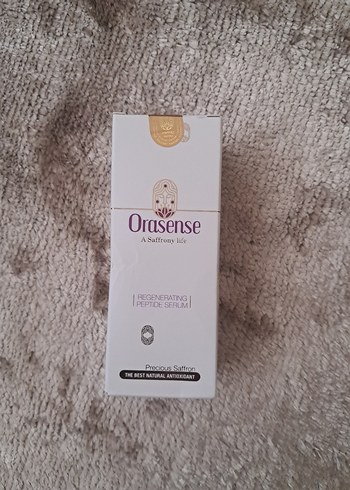 Orasense
A Saffrony life
REGENERATING
PEPTIDE SERUM
Precious Saffron
THE BEST NATURAL ANTIOXIDANT